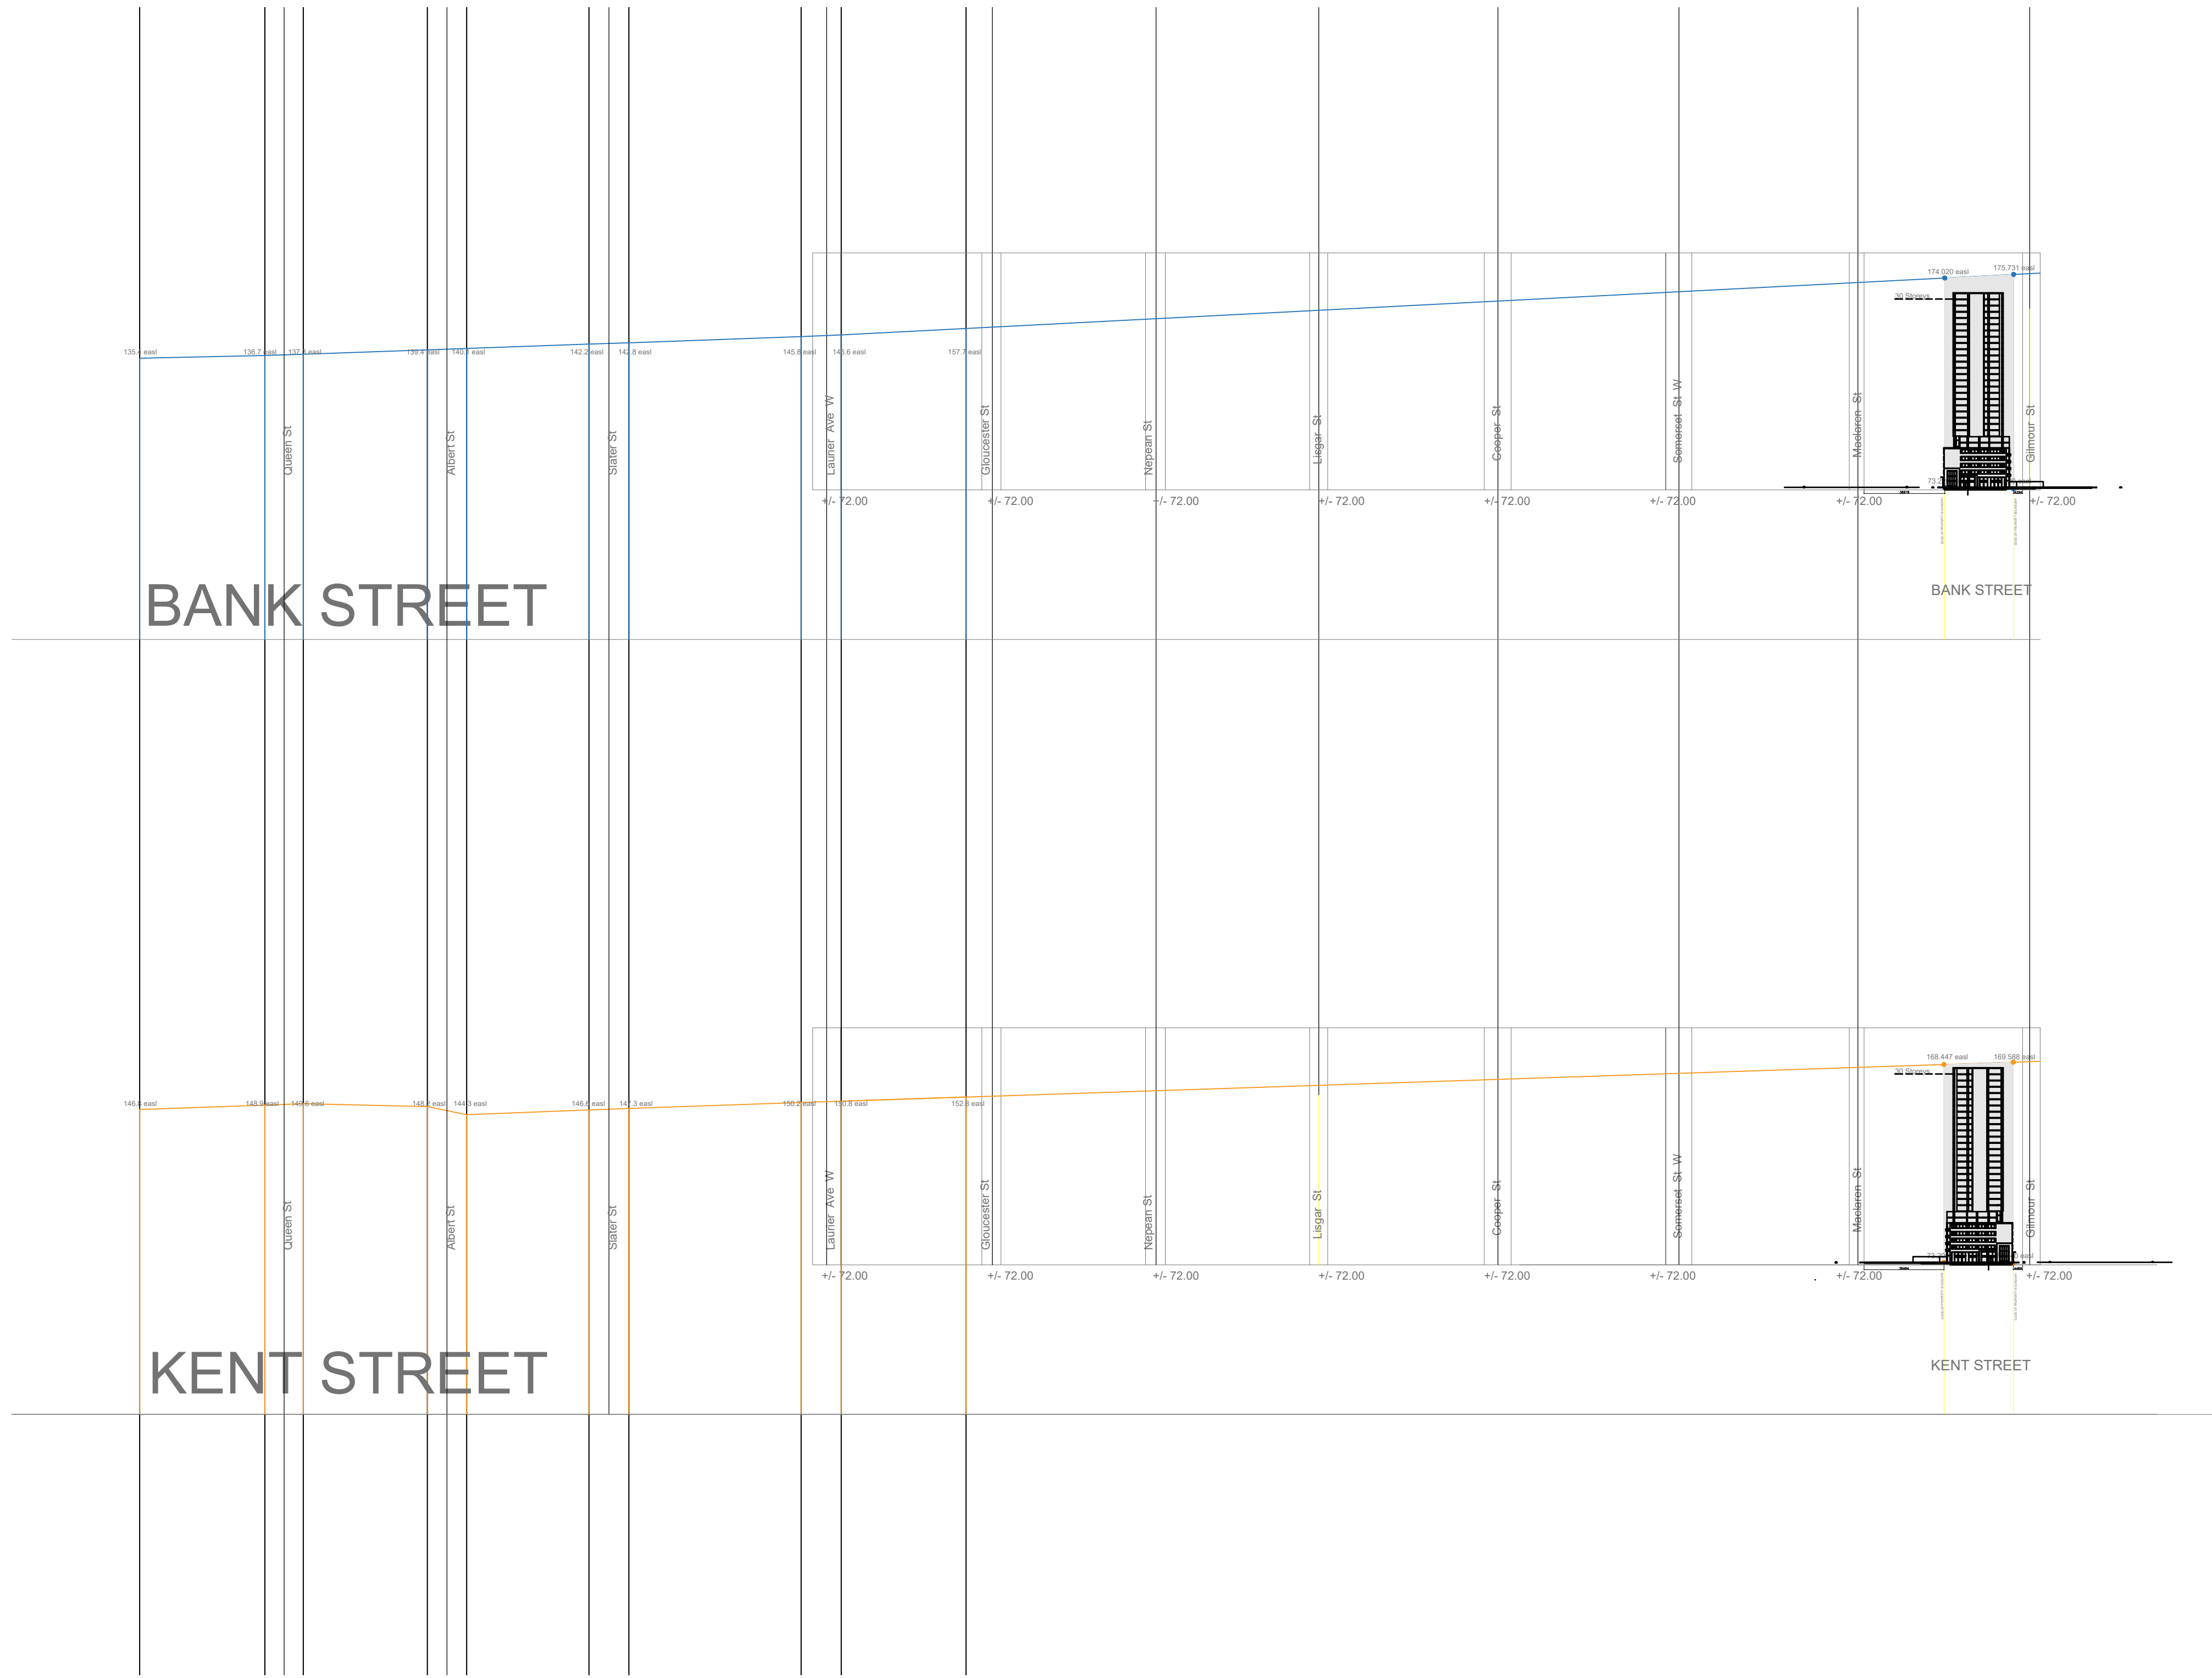 174.020 easl
175.731 easl
30 Storeys
135.4 easl
136.7 easl
139.4 easl
142.2 easl
142.8 easl
145.8 easl
157.7 easl
Queen St
Albert St
Slater St
Laurier Ave W
Gloucester St
Nepean St
Lisgar St
Cooper St
Somerset St W
Maclaren St
Gilmour St
+/- 72.00
+/- 72.00
+/- 72.00
+/- 72.00
+/- 72.00
+/- 72.00
+/- 72.00
+/- 72.00
BANK STREET
BANK STREET
168.447 easl
169.588 easl
30 Storeys
148.9 easl
144.3 easl
146.6 easl
147.3 easl
150.2 easl
150.8 easl
152.8 easl
Queen St
Albert St
Slater St
Laurier Ave W
Gloucester St
Nepean St
Lisgar St
Cooper St
Somerset St W
Maclaren St
Gilmour St
+/- 72.00
+/- 72.00
+/- 72.00
+/- 72.00
+/- 72.00
+/- 72.00
+/- 72.00
+/- 72.00
KENT STREET
KENT STREET